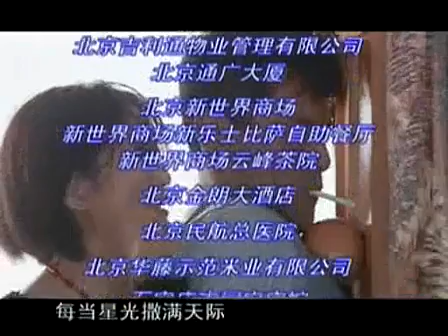 北京吉利通物业管理有限公司
北京通广大厦
北京新世界商场
新世界商场新乐士比萨自助餐厅
新世界商场云峰茶院
北京金朗大酒店
北京民航总医院
北京华藤示范米业有限公司
每当星光撒满天际